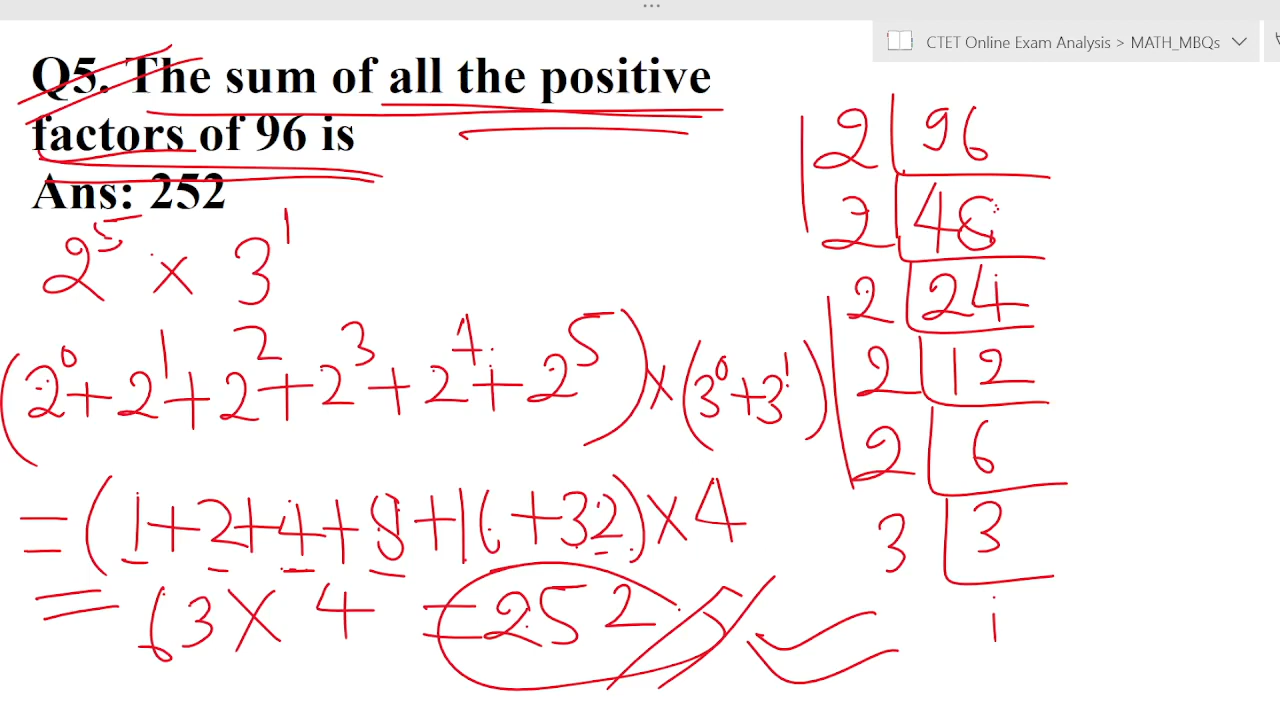 CTET Online Exam Analysis > MATH_MBQs
Q5. The sum of all the positive
factors of 96 is
Ans: 252
2⁵ × 3¹
(2⁰+2¹+2²+2³+2⁴+2⁵)×(3⁰+3¹)
=(1+2+4+8+16+32)×4
= 63×4 =252
2 96
2 48
2 24
2 12
2 6
3 3
1